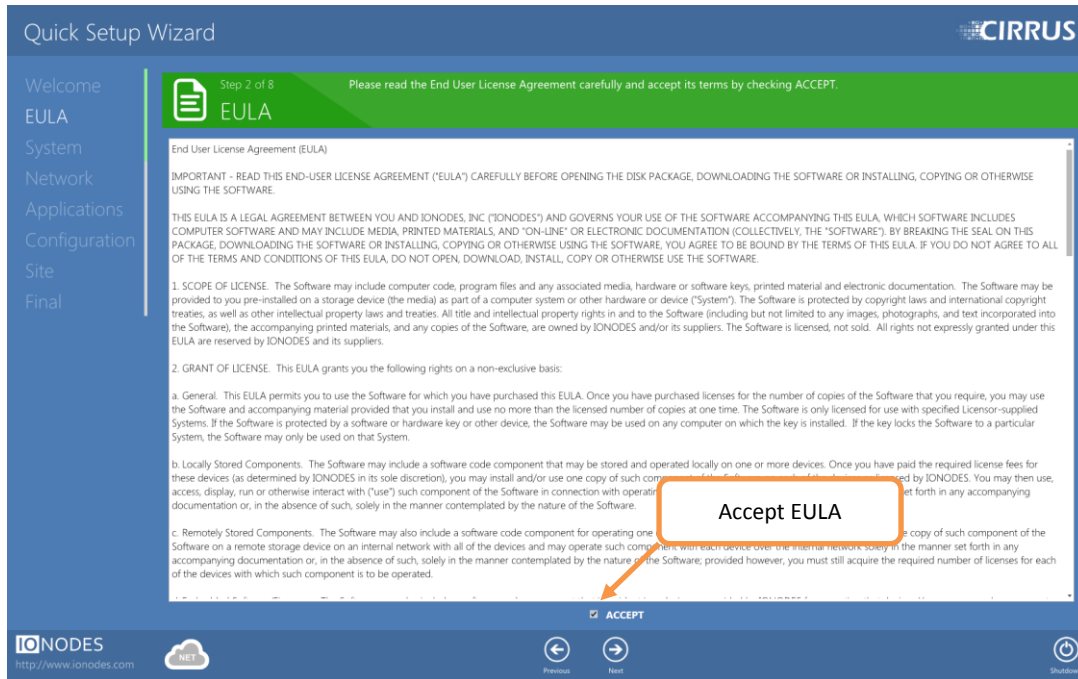 Quick Setup Wizard
CIRRUS
Welcome
EULA
System
Network
Applications
Configuration
Site
Final
Step 2 of 8
EULA
Please read the End User License Agreement carefully and accept its terms by checking ACCEPT.
End User License Agreement (EULA)
IMPORTANT - READ THIS END-USER LICENSE AGREEMENT ("EULA") CAREFULLY BEFORE OPENING THE DISK PACKAGE, DOWNLOADING THE SOFTWARE OR INSTALLING, COPYING OR OTHERWISE
USING THE SOFTWARE.
THIS EULA IS A LEGAL AGREEMENT BETWEEN YOU AND IONODES, INC ("IONODES") AND GOVERNS YOUR USE OF THE SOFTWARE ACCOMPANYING THIS EULA, WHICH SOFTWARE INCLUDES
COMPUTER SOFTWARE AND MAY INCLUDE MEDIA, PRINTED MATERIALS, AND "ON-LINE" OR ELECTRONIC DOCUMENTATION (COLLECTIVELY, THE "SOFTWARE"). BY BREAKING THE SEAL ON THIS
PACKAGE, DOWNLOADING THE SOFTWARE OR INSTALLING, COPYING OR OTHERWISE USING THE SOFTWARE, YOU AGREE TO BE BOUND BY THE TERMS OF THIS EULA. IF YOU DO NOT AGREE TO ALL
OF THE TERMS AND CONDITIONS OF THIS EULA, DO NOT OPEN, DOWNLOAD, INSTALL, COPY OR OTHERWISE USE THE SOFTWARE.
1. SCOPE OF LICENSE. The Software may include computer code, program files and any associated media, hardware or software keys, printed material and electronic documentation. The Software may be
provided to you pre-installed on a storage device (the media) as part of a computer system or other hardware or device ("System"). The Software is protected by copyright laws and international copyright
treaties, as well as other intellectual property laws and treaties. All title and intellectual property rights in and to the Software (including but not limited to any images, photographs, and text incorporated into
the Software), the accompanying printed materials, and any copies of the Software, are owned by IONODES and/or its suppliers. The Software is licensed, not sold. All rights not expressly granted under this
EULA are reserved by IONODES and its suppliers.
2. GRANT OF LICENSE. This EULA grants you the following rights on a non-exclusive basis:
a. General. This EULA permits you to use the Software for which you have purchased this EULA. Once you have purchased licenses for the number of copies of the Software that you require, you may use
the Software and accompanying material provided that you install and use no more than the licensed number of copies at one time. The Software is only licensed for use with specified Licensor-supplied
Systems. If the Software is protected by a software or hardware key or other device, the Software may be used on any computer on which the key is installed. If the key locks the Software to a particular
System, the Software may only be used on that System.
b. Locally Stored Components. The Software may include a software code component that may be stored and operated locally on one or more devices. Once you have paid the required license fees for
these devices (as determined by IONODES in its sole discretion), you may install and/or use one copy of such by IONODES. You may then use,
access, display, run or otherwise interact with ("use") such component of the Software in connection with forth in any accompanying
documentation or, in the absence of such, solely in the manner contemplated by the nature of the Software.
Accept EULA
c. Remotely Stored Components. The Software may also include a software code component for operating one copy of such component of the
Software on a remote storage device on an internal network with all of the devices and may operate such component with each device over the internal network solely in the manner set forth in any
accompanying documentation or, in the absence of such, solely in the manner contemplated by the nature of the Software; provided however, you must still acquire the required number of licenses for each
of the devices with which such component is to be operated.
ACCEPT
IONODES
http://www.ionodes.com
NET
Previous
Next
Shutdow